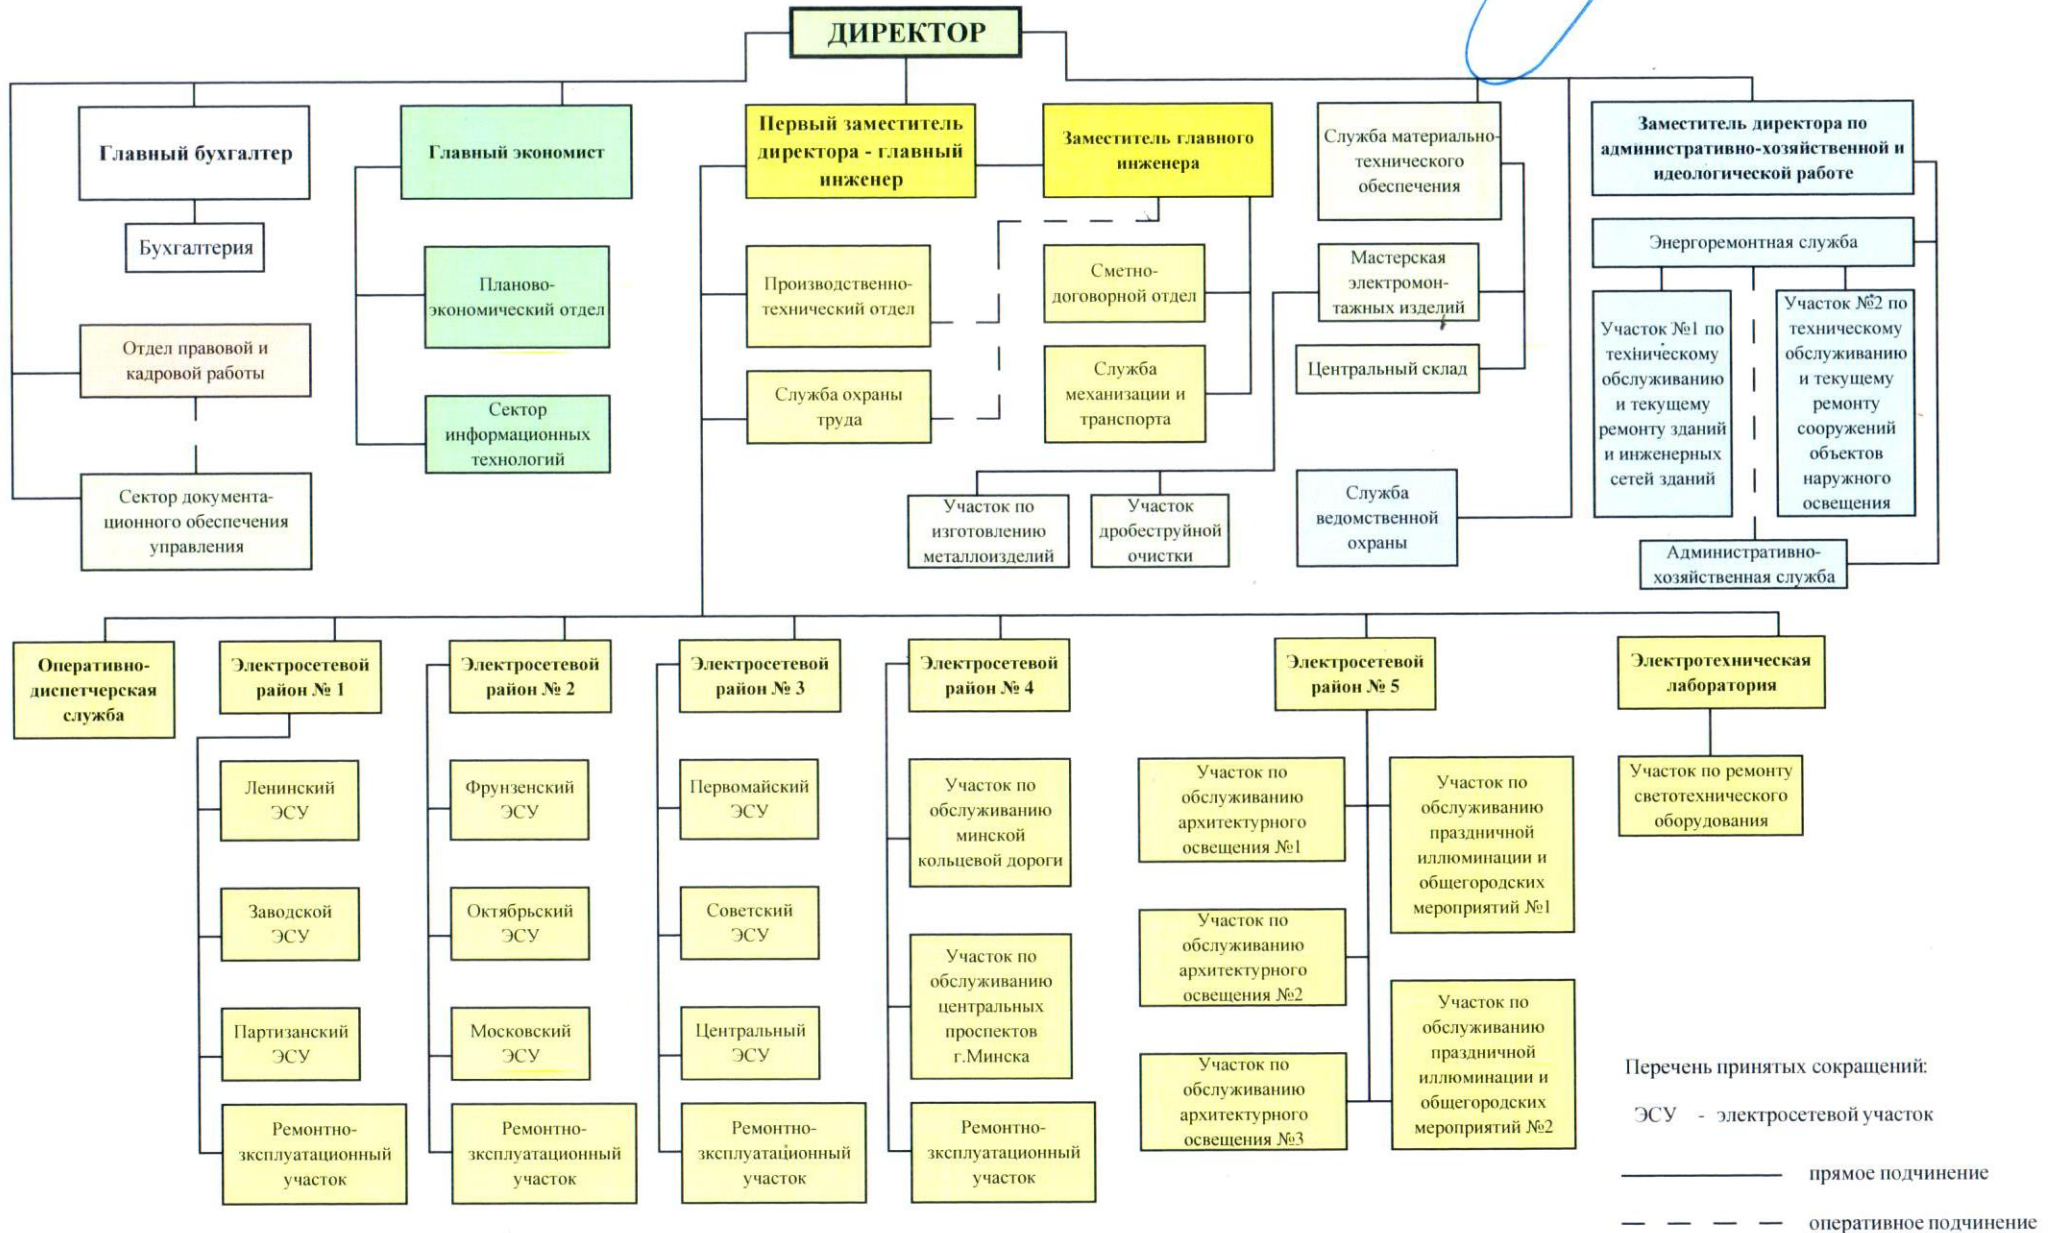 ДИРЕКТОР
Главный бухгалтер
Бухгалтерия
Отдел правовой и
кадровой работы
Сектор документа-
ционного обеспечения
управления
Главный экономист
Планово-
экономический отдел
Сектор
информационных
технологий
Первый заместитель
директора - главный
инженер
Производственно-
технический отдел
Служба охраны
труда
Заместитель главного
инженера
Сметно-
договорной отдел
Служба
механизации и
транспорта
Служба материально-
технического
обеспечения
Мастерская
электромон-
тажных изделий
Центральный склад
Участок по
изготовлению
металлоизделий
Участок
дробеструйной
очистки
Служба
ведомственной
охраны
Заместитель директора по
административно-хозяйственной и
идеологической работе
Энергоремонтная служба
Участок №1 по
техническому
обслуживанию
и текущему
ремонту зданий
и инженерных
сетей зданий
Участок №2 по
техническому
обслуживанию
и текущему
ремонту
сооружений
объектов
наружного
освещения
Административно-
хозяйственная служба
Оперативно-
диспетчерская
служба
Электросетевой
район № 1
Ленинский
ЭСУ
Заводской
ЭСУ
Партизанский
ЭСУ
Ремонтно-
зксплуатационный
участок
Электросетевой
район № 2
Фрунзенский
ЭСУ
Октябрьский
ЭСУ
Московский
ЭСУ
Ремонтно-
зксплуатационный
участок
Электросетевой
район № 3
Первомайский
ЭСУ
Советский
ЭСУ
Центральный
ЭСУ
Ремонтно-
зксплуатационный
участок
Электросетевой
район № 4
Участок по
обслуживанию
минской
кольцевой дороги
Участок по
обслуживанию
центральных
проспектов
г.Минска
Ремонтно-
зксплуатационный
участок
Электросетевой
район № 5
Участок по
обслуживанию
архитектурного
освещения №1
Участок по
обслуживанию
архитектурного
освещения №2
Участок по
обслуживанию
архитектурного
освещения №3
Участок по
обслуживанию
праздничной
иллюминации и
общегородских
мероприятий №1
Участок по
обслуживанию
праздничной
иллюминации и
общегородских
мероприятий №2
Электротехническая
лаборатория
Участок по ремонту
светотехнического
оборудования
Перечень принятых сокращений:
ЭСУ - электросетевой участок
прямое подчинение
оперативное подчинение